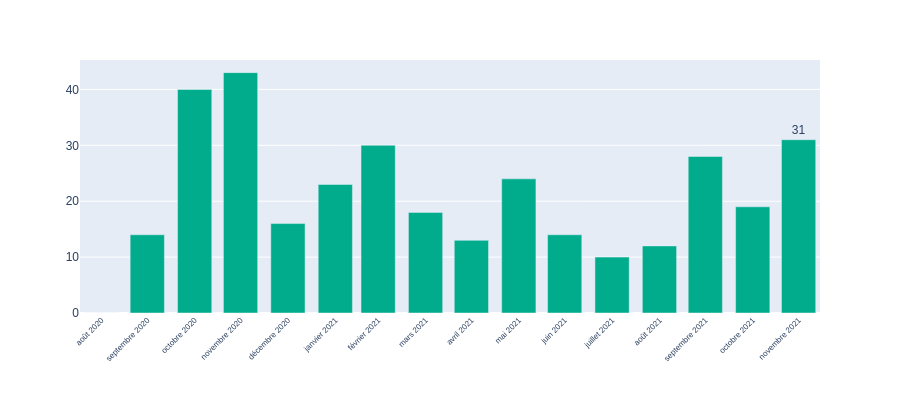 40
30
20
10
0
31
août 2020
septembre 2020
octobre 2020
novembre 2020
décembre 2020
janvier 2021
février 2021
mars 2021
avril 2021
mai 2021
juin 2021
juillet 2021
août 2021
septembre 2021
octobre 2021
novembre 2021